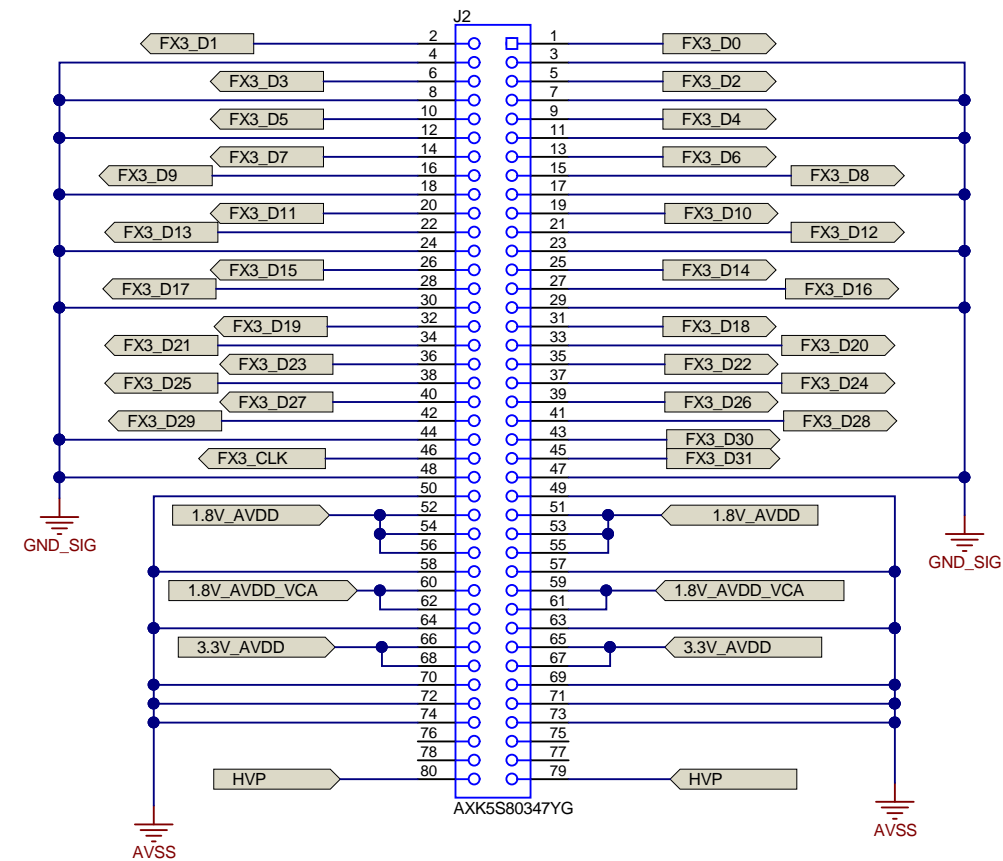 J2
FX3_D1 2 1 FX3_D0
4 3
FX3_D3 6 5 FX3_D2
8 7
FX3_D5 10 9 FX3_D4
12 11
FX3_D7 14 13 FX3_D6
FX3_D9 16 15 FX3_D8
18 17
FX3_D11 20 19 FX3_D10
FX3_D13 22 21 FX3_D12
24 23
FX3_D15 26 25 FX3_D14
FX3_D17 28 27 FX3_D16
30 29
FX3_D19 32 31 FX3_D18
FX3_D21 34 33 FX3_D20
FX3_D23 36 35 FX3_D22
FX3_D25 38 37 FX3_D24
FX3_D27 40 39 FX3_D26
FX3_D29 42 41 FX3_D28
44 43 FX3_D30
FX3_CLK 46 45 FX3_D31
48 47
50 49
1.8V_AVDD 52 51 1.8V_AVDD
54 53
GND_SIG 56 55 GND_SIG
58 57
1.8V_AVDD_VCA 60 59 1.8V_AVDD_VCA
62 61
64 63
3.3V_AVDD 66 65 3.3V_AVDD
68 67
70 69
72 71
74 73
76 75
78 77
HVP 80 79 HVP
AXK5S80347YG
AVSS AVSS